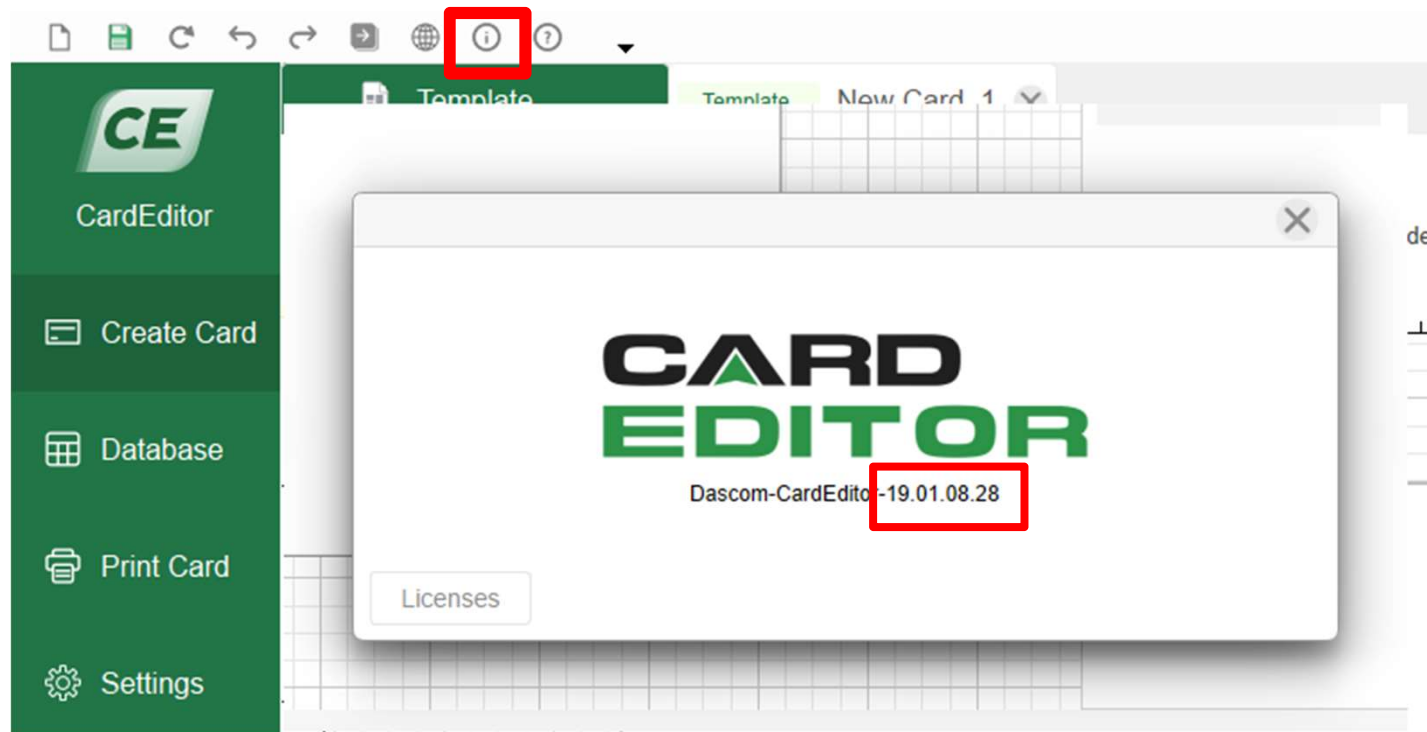 Template
Template New Card_1
CE
CardEditor
de
Create Card
CARD
EDITOR
Database
Dascom-CardEditor-19.01.08.28
Print Card
Licenses
Settings